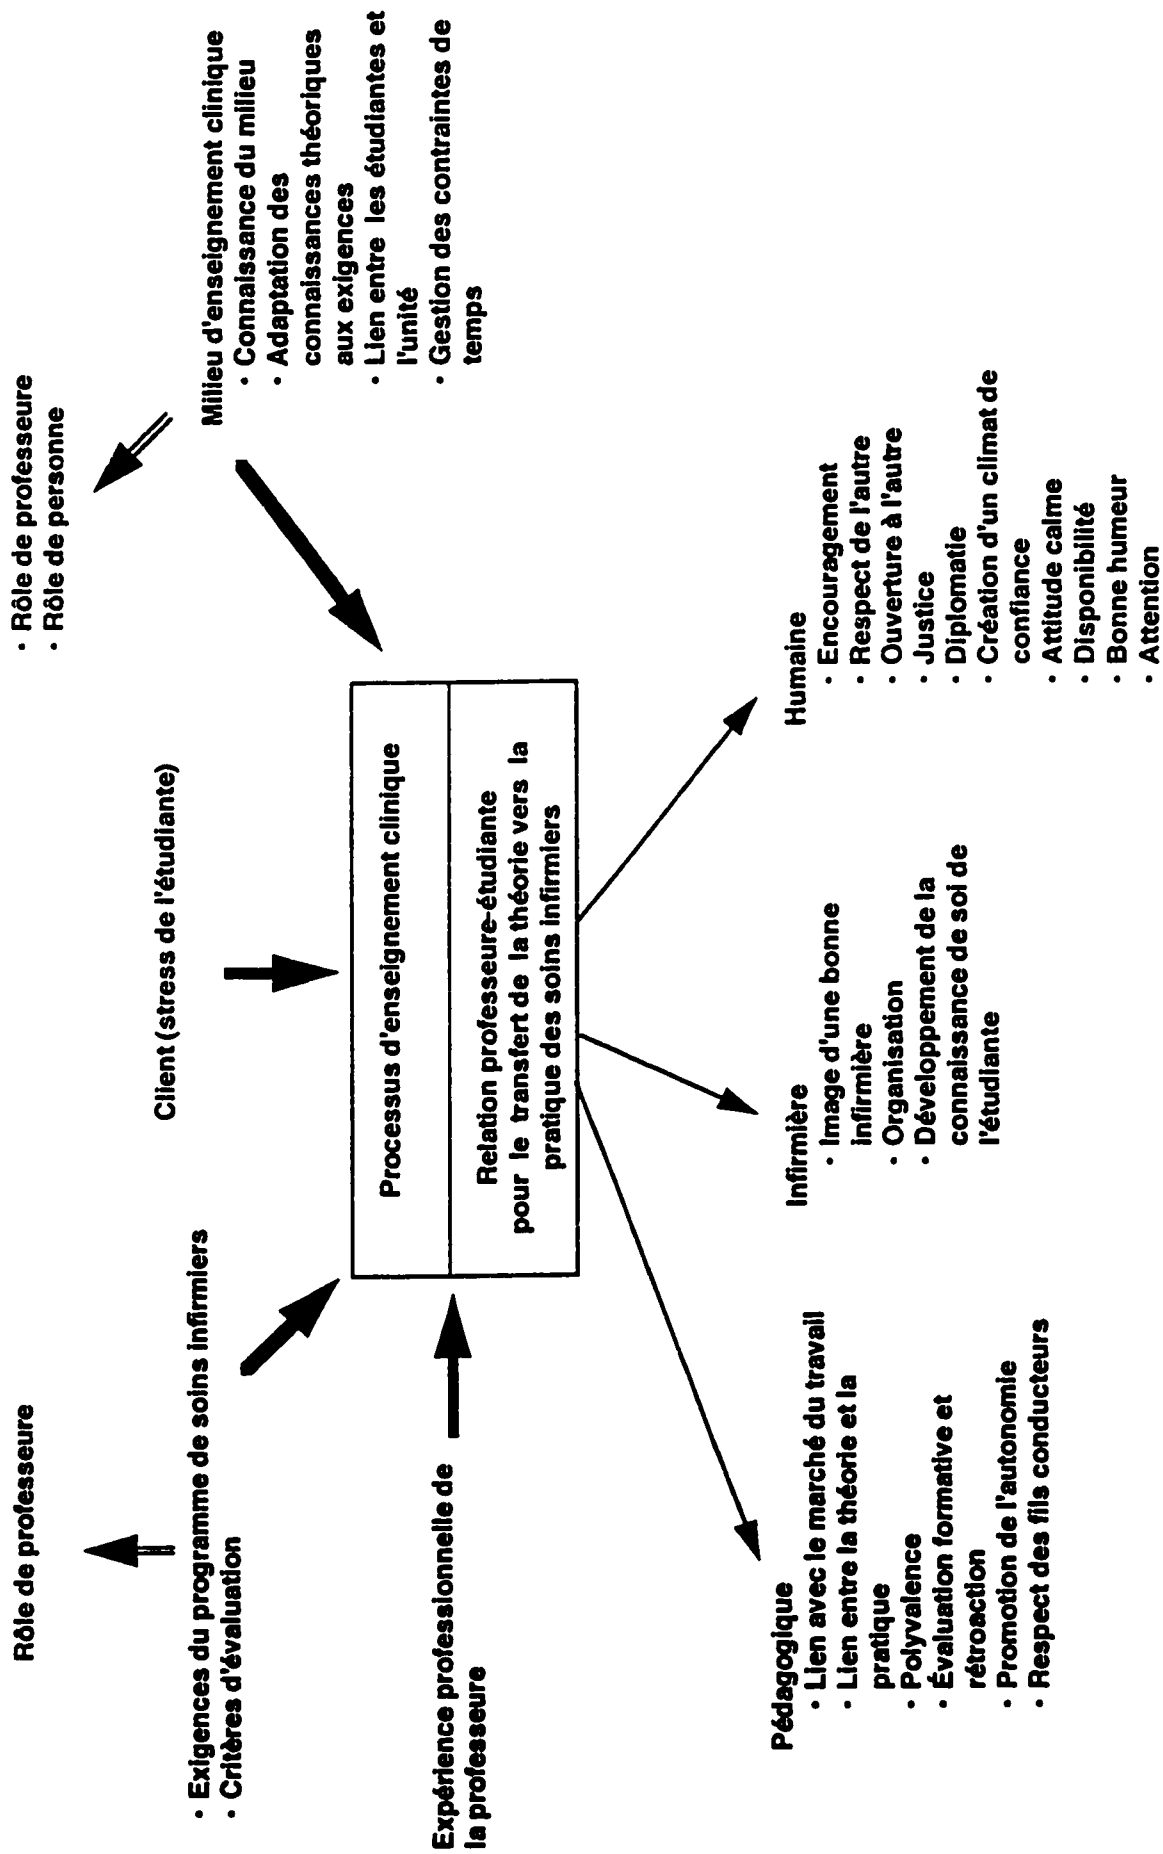 Rôle de professeure
• Rôle de professeure
• Rôle de personne
• Exigences du programme de soins infirmiers
• Critères d'évaluation
Client (stress de l'étudiante)
Milieu d'enseignement clinique
• Connaissance du milieu
• Adaptation des
connaissances théoriques
aux exigences
• Lien entre les étudiantes et
l'unité
• Gestion des contraintes de
temps
Expérience professionnelle de
la professeure
Processus d'enseignement clinique
Relation professeure-étudiante
pour le transfert de la théorie vers la
pratique des soins infirmiers
Pédagogique
• Lien avec le marché du travail
• Lien entre la théorie et la
pratique
• Polyvalence
• Évaluation formative et
rétroaction
• Promotion de l'autonomie
• Respect des fils conducteurs
Infirmière
• Image d'une bonne
infirmière
• Organisation
• Développement de la
connaissance de soi de
l'étudiante
Humaine
• Encouragement
• Respect de l'autre
• Ouverture à l'autre
• Justice
• Diplomatie
• Création d'un climat de
confiance
• Attitude calme
• Disponibilité
• Bonne humeur
• Attention